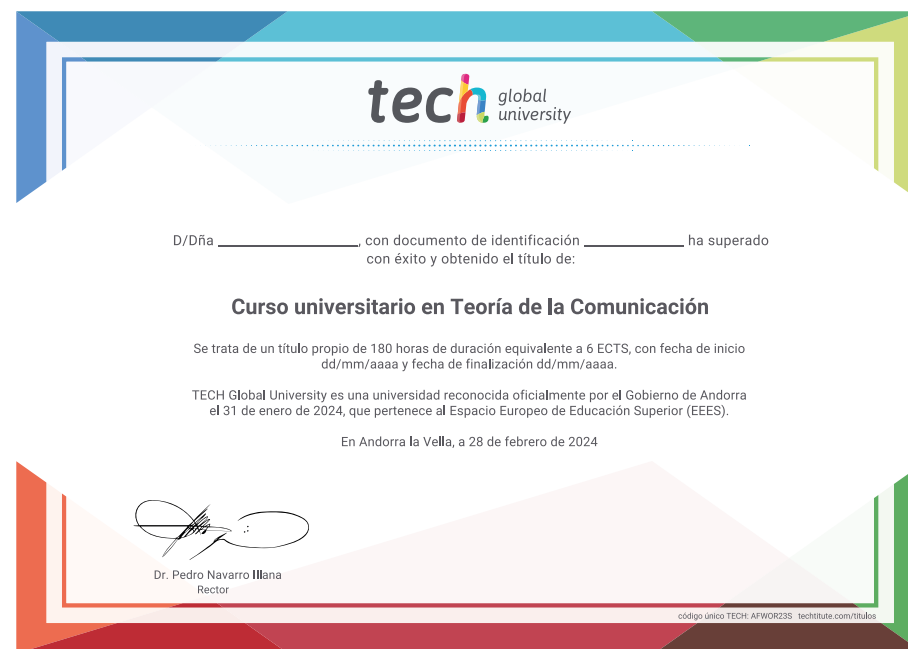 tech global university
D/Dña ____________, con documento de identificación ____________ ha superado
con éxito y obtenido el título de:
Curso universitario en Teoría de la Comunicación
Se trata de un título propio de 180 horas de duración equivalente a 6 ECTS, con fecha de inicio
dd/mm/aaaa y fecha de finalización dd/mm/aaaa.
TECH Global University es una universidad reconocida oficialmente por el Gobierno de Andorra
el 31 de enero de 2024, que pertenece al Espacio Europeo de Educación Superior (EEES).
En Andorra la Vella, a 28 de febrero de 2024
Dr. Pedro Navarro Illana
Rector
código único TECH: AFWOR23S techtitute.com/titulos